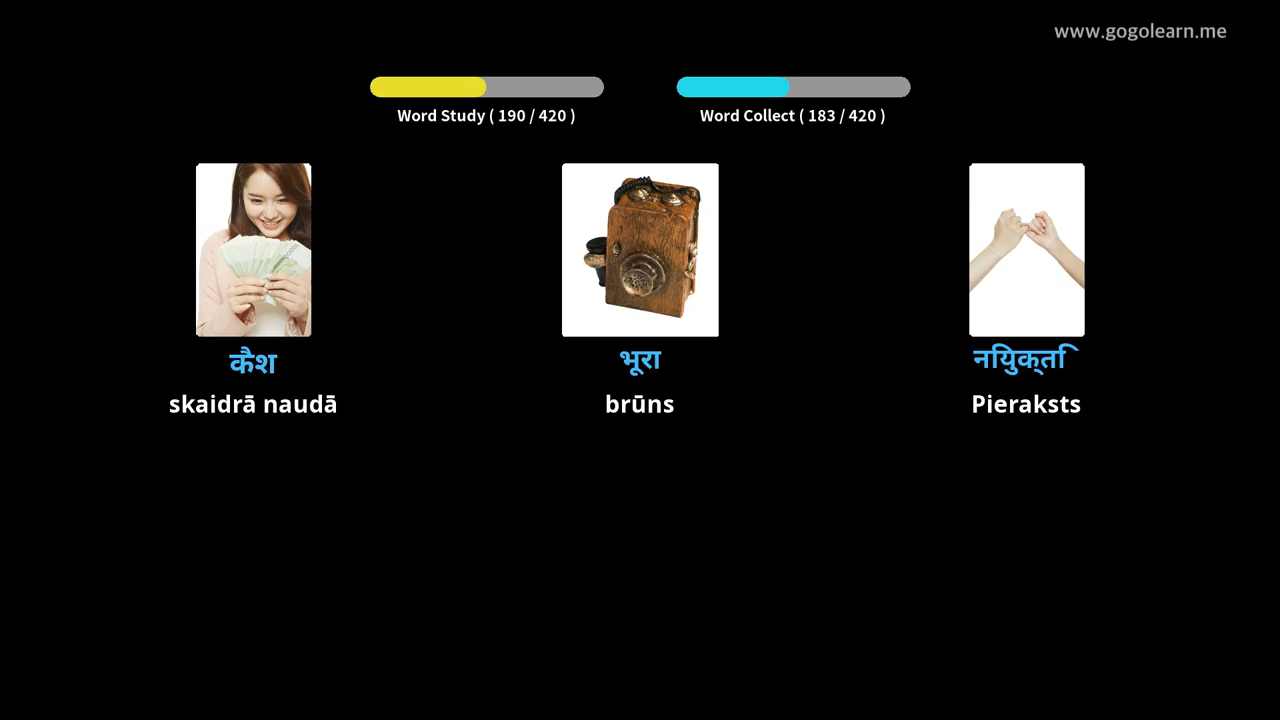 www.gogolearn.me
Word Study ( 190 / 420 )
Word Collect ( 183 / 420 )
कैश
भूरा
नियुक्ति
skaidrā naudā
brūns
Pieraksts